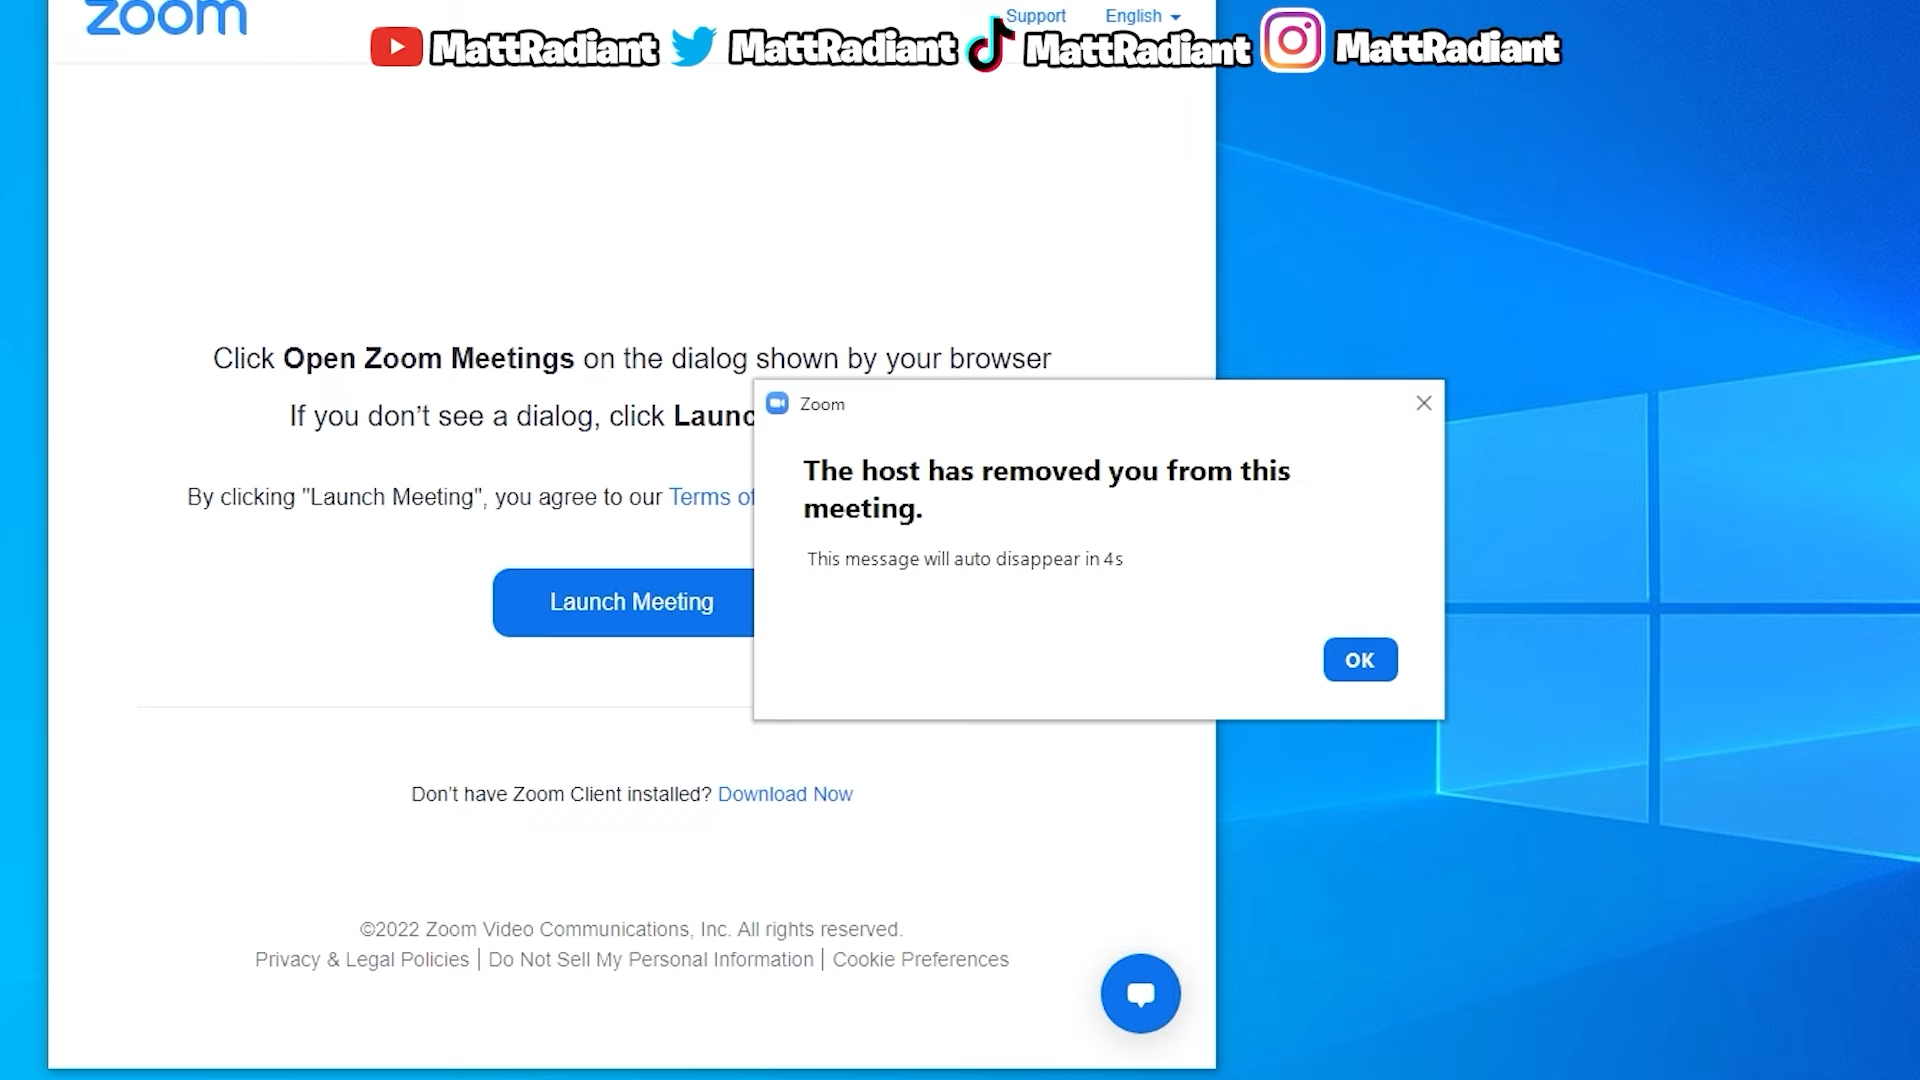 zoom
Support English
MattRadiant MattRadiant MattRadiant MattRadiant
Click Open Zoom Meetings on the dialog shown by your browser
If you don’t see a dialog, click Launc
By clicking "Launch Meeting", you agree to our Terms of
Launch Meeting
Zoom
The host has removed you from this
meeting.
This message will auto disappear in 4s
OK
Don’t have Zoom Client installed? Download Now
©2022 Zoom Video Communications, Inc. All rights reserved.
Privacy & Legal Policies | Do Not Sell My Personal Information | Cookie Preferences